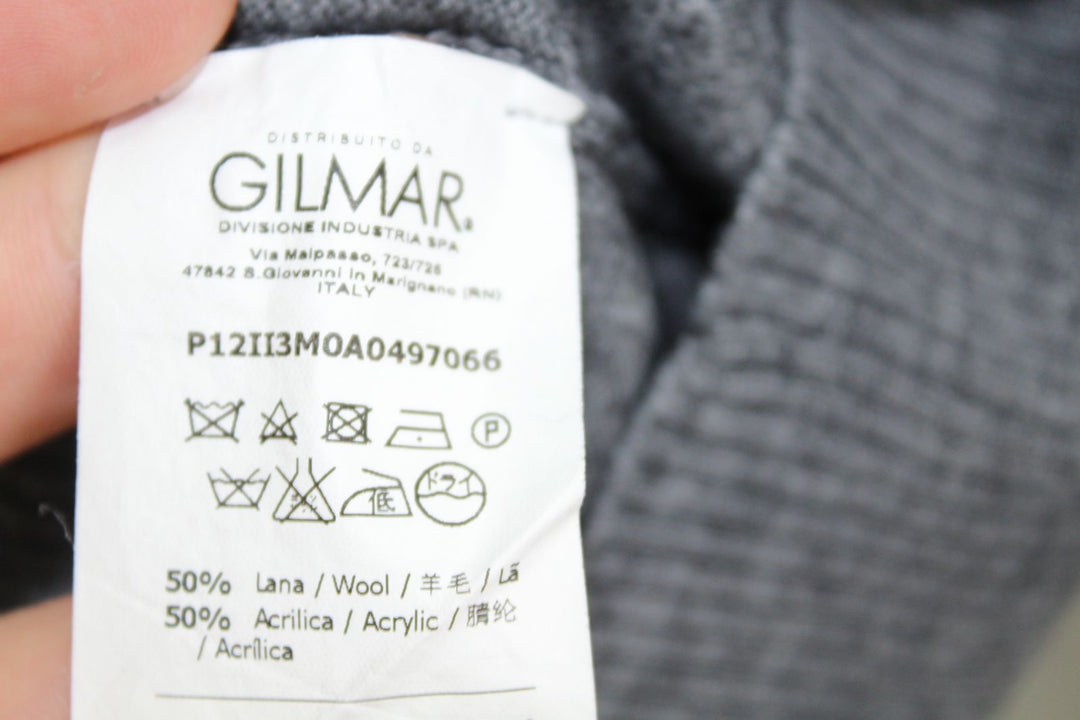 DISTRIBUITO DA
GILMAR
DIVISIONE INDUSTRIA SPA
Via Malpasso, 723/725
47842 S.Giovanni in Marignano (RN)
ITALY
P12II3M0A0497066
P
低 ドライ
50% Lana / Wool / 羊毛 / Lã
50% Acrilica / Acrylic / 腈纶
/ Acrílica